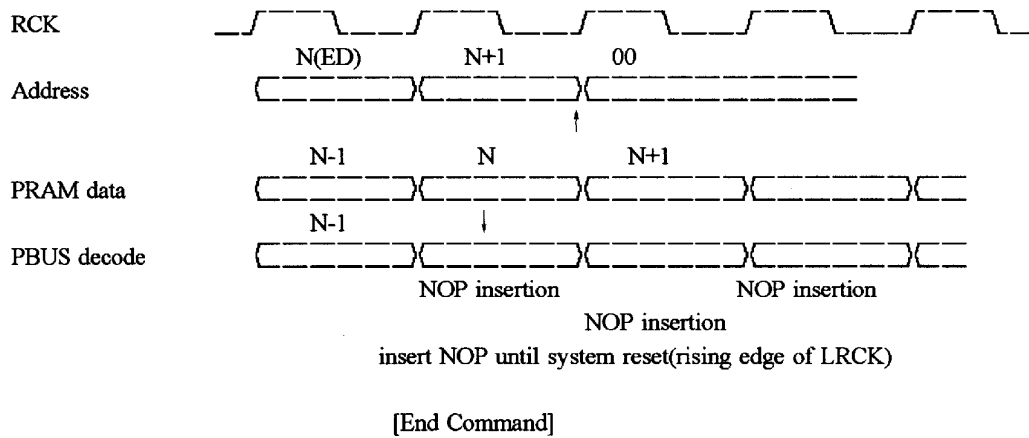 RCK
N(ED) N+1 00
Address
N-1 N N+1
PRAM data
N-1
PBUS decode
NOP insertion NOP insertion
NOP insertion
insert NOP until system reset(rising edge of LRCK)
[End Command]